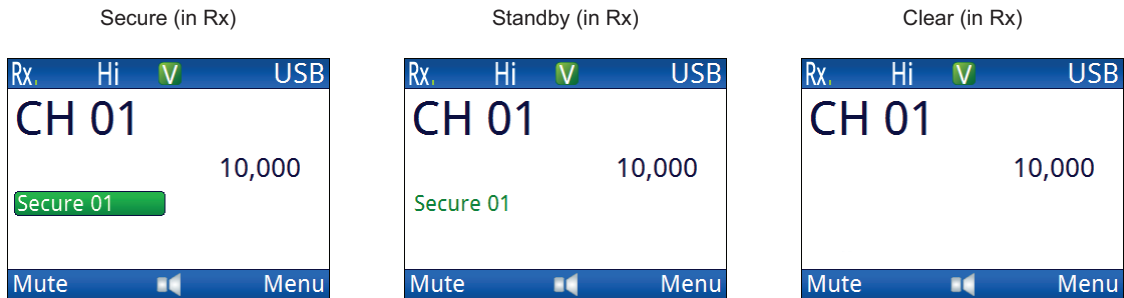 Secure (in Rx)
Rx Hi V USB
CH 01
10,000
Secure 01
Mute Menu
Standby (in Rx)
Rx Hi V USB
CH 01
10,000
Secure 01
Mute Menu
Clear (in Rx)
Rx Hi V USB
CH 01
10,000
Mute Menu